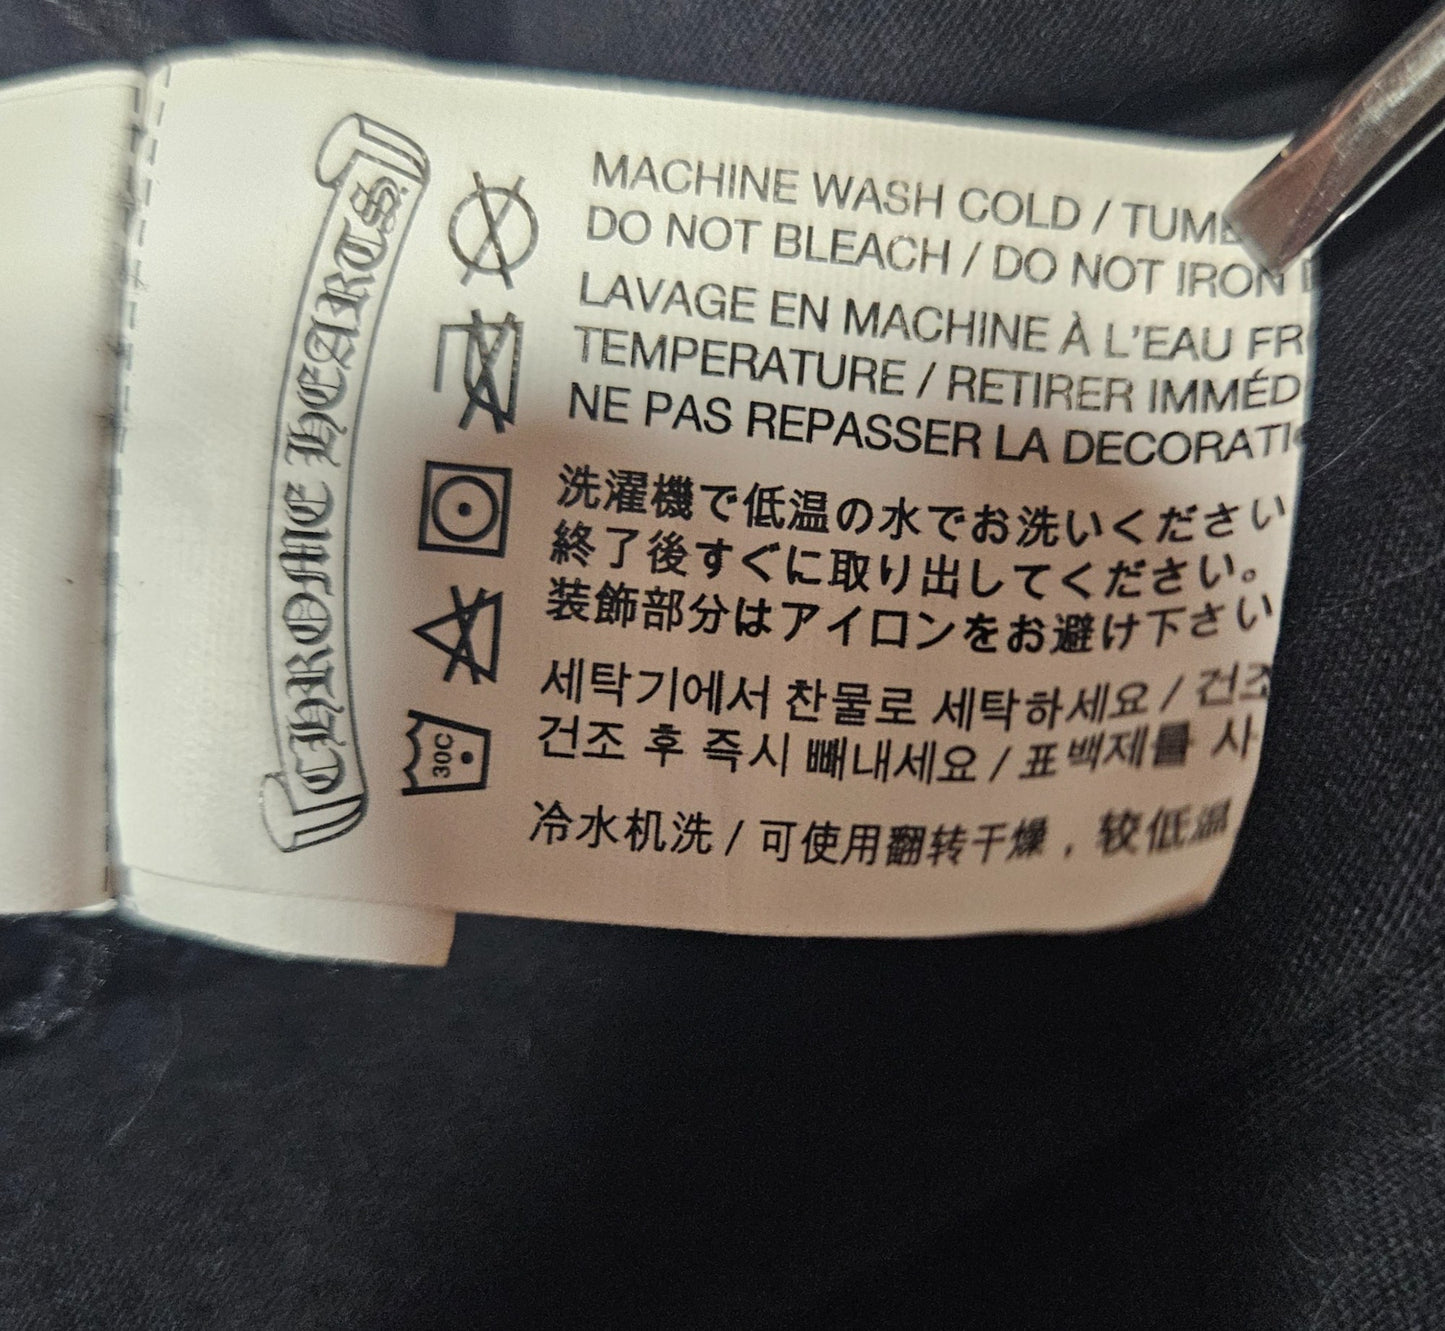 CHROME HEARTS
30C
MACHINE WASH COLD / TUMB
DO NOT BLEACH / DO NOT IRON
LAVAGE EN MACHINE À L'EAU FR
TEMPERATURE / RETIRER IMMÉD
NE PAS REPASSER LA DECORATI
洗濯機で低温の水でお洗いください
終了後すぐに取り出してください。
装飾部分はアイロンをお避け下さい
세탁기에서 찬물로 세탁하세요 / 건조
건조 후 즉시 빼내세요 / 표백제를 사
冷水机洗 / 可使用翻转干燥，较低温